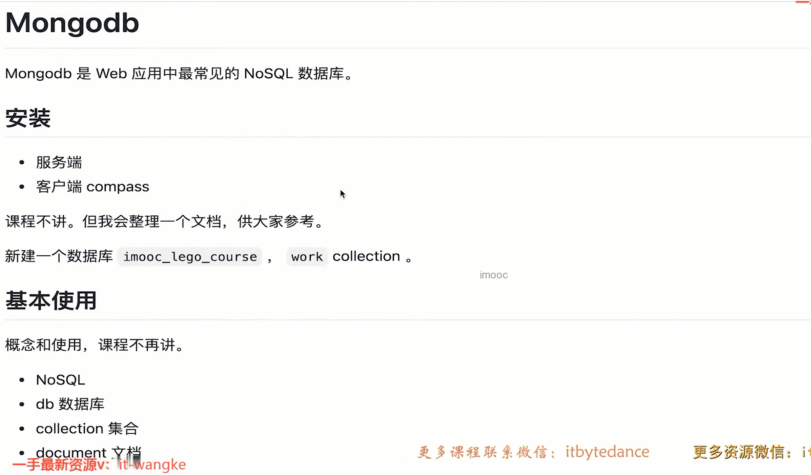 Mongodb
Mongodb 是 Web 应用中最常见的 NoSQL 数据库。
安装
• 服务端
• 客户端 compass
课程不讲。但我会整理一个文档，供大家参考。
新建一个数据库 imooc_lego_course ， work collection 。
imooc
基本使用
概念和使用，课程不再讲。
• NoSQL
• db 数据库
• collection 集合
• document 文档
一手最新资源v: it-wangke
更多课程联系微信：itbytedance
更多资源微信：